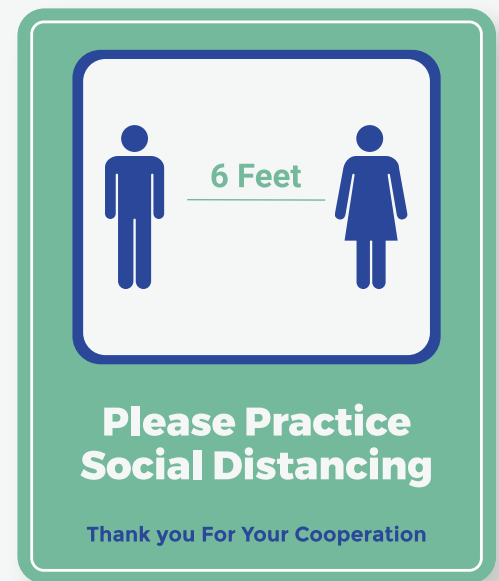 6 Feet
Please Practice
Social Distancing
Thank you For Your Cooperation